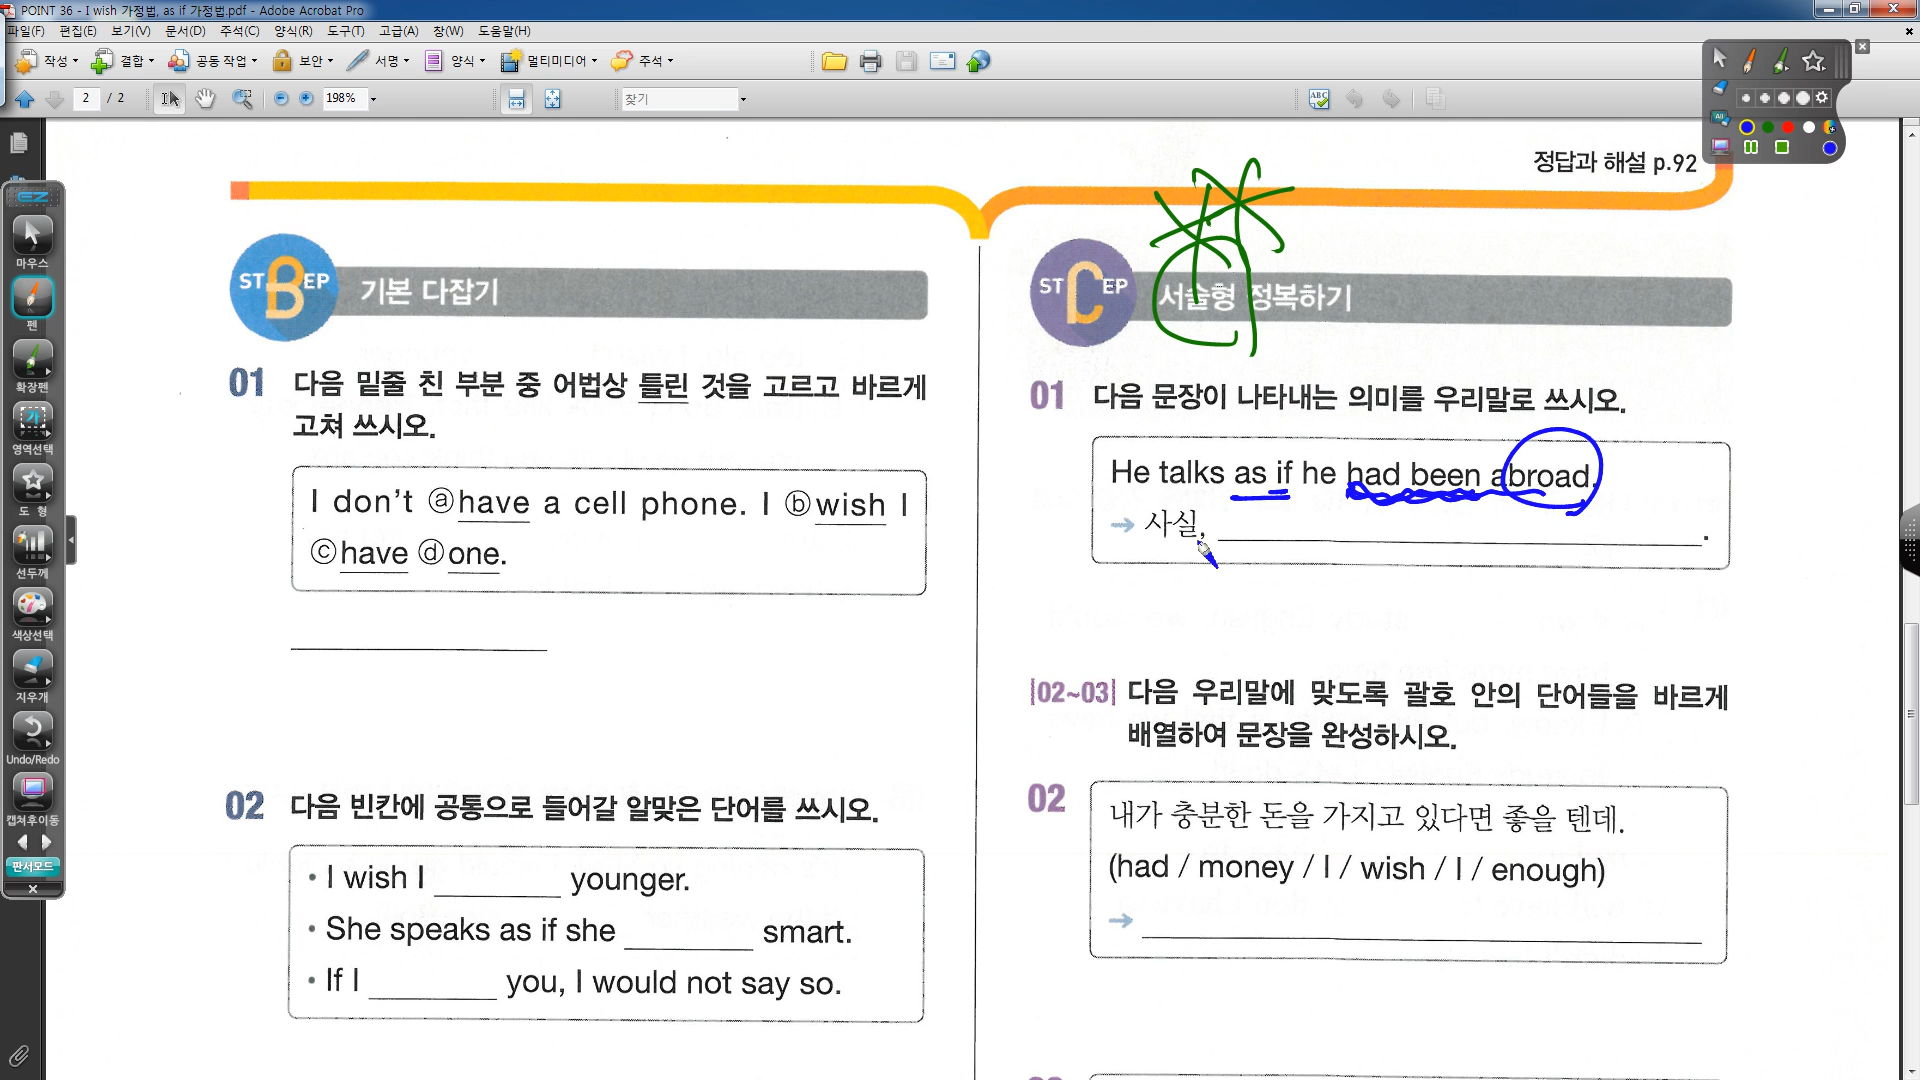 POINT 36 - I wish 가정법, as if 가정법.pdf - Adobe Acrobat Pro
파일(F) 편집(E) 보기(V) 문서(D) 주석(C) 양식(R) 도구(T) 고급(A) 창(W) 도움말(H)
작성 결합 공동 작업 보안 서명 양식 멀티미디어 주석
2 / 2 198% 찾기
정답과 해설 p.92
STEP B 기본 다잡기
01 다음 밑줄 친 부분 중 어법상 틀린 것을 고르고 바르게
고쳐 쓰시오.
I don't ⓐhave a cell phone. I ⓑwish I
ⓒhave ⓓone.
02 다음 빈칸에 공통으로 들어갈 알맞은 단어를 쓰시오.
• I wish I ________ younger.
• She speaks as if she ________ smart.
• If I ________ you, I would not say so.
STEP C 서술형 정복하기
01 다음 문장이 나타내는 의미를 우리말로 쓰시오.
He talks as if he had been abroad.
→ 사실, ________.
[02~03] 다음 우리말에 맞도록 괄호 안의 단어들을 바르게
배열하여 문장을 완성하시오.
02 내가 충분한 돈을 가지고 있다면 좋을 텐데.
(had / money / I / wish / I / enough)
→ ________
EZ
마우스
펜
확장펜
영역선택
도 형
선두께
색상선택
지우개
Undo/Redo
캡쳐후이동
판서모드